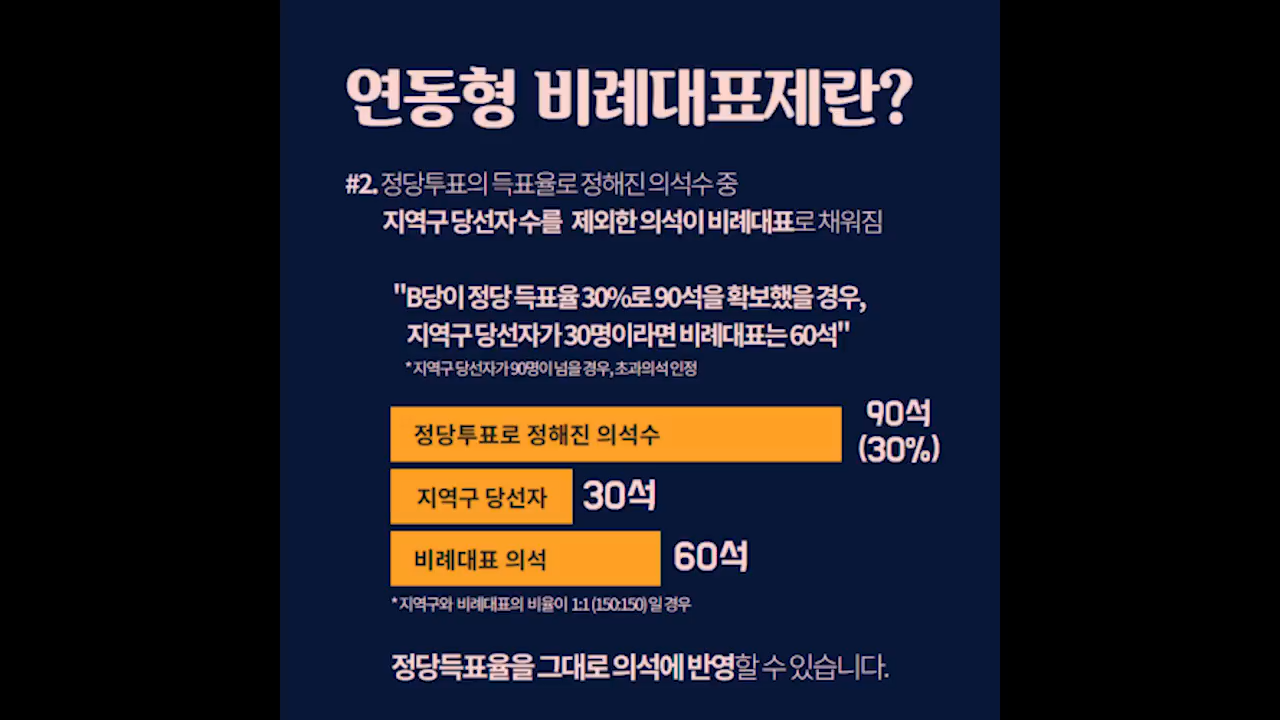 연동형 비례대표제란?
#2. 정당투표의 득표율로 정해진 의석수 중
지역구 당선자 수를 제외한 의석이 비례대표로 채워짐
"B당이 정당 득표율 30%로 90석을 확보했을 경우,
지역구 당선자가 30명이라면 비례대표는 60석"
* 지역구 당선자가 90명이 넘을 경우, 초과의석 인정
정당투표로 정해진 의석수
90석
(30%)
지역구 당선자
30석
비례대표 의석
60석
* 지역구와 비례대표의 비율이 1:1 (150:150) 일 경우
정당득표율을 그대로 의석에 반영할 수 있습니다.